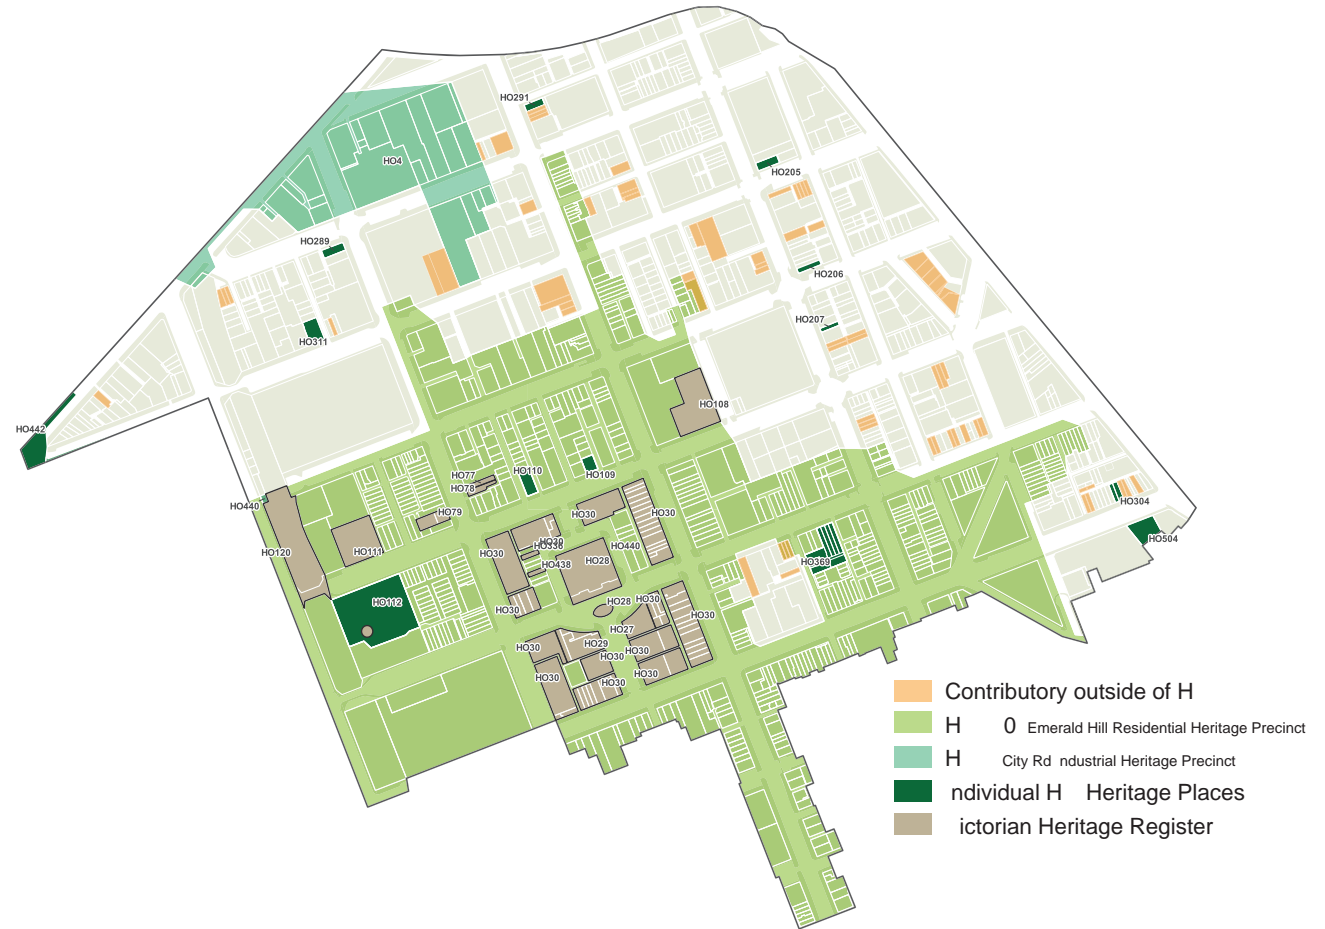 HO291
HO4
HO205
HO289
HO206
HO207
HO311
HO108
HO442
HO77
HO110
HO109
HO78
HO440
HO79
HO30
HO30
HO304
HO120
HO111
HO30
HO30
HO336
HO440
HO504
HO438
HO28
HO369
HO112
HO30
HO28
HO30
HO30
HO27
HO30
HO29
HO30
HO30
HO30
HO30
HO30
Contributory outside of H
H 0 Emerald Hill Residential Heritage Precinct
H City Rd ndustrial Heritage Precinct
ndividual H Heritage Places
ictorian Heritage Register